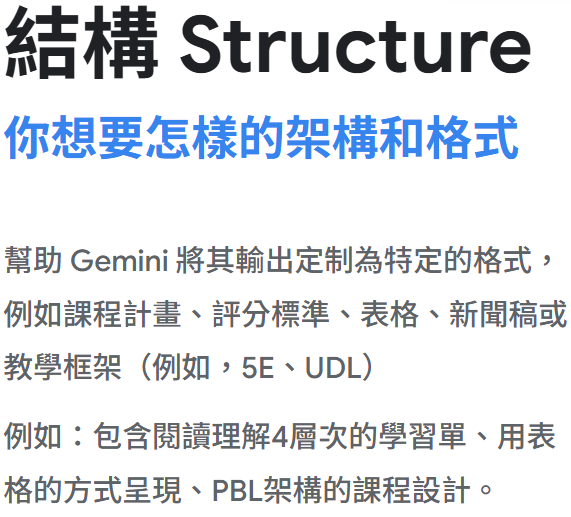 結構 Structure
你想要怎樣的架構和格式
幫助 Gemini 將其輸出定制為特定的格式，
例如課程計畫、評分標準、表格、新聞稿或
教學框架（例如，5E、UDL）
例如：包含閱讀理解4層次的學習單、用表
格的方式呈現、PBL架構的課程設計。